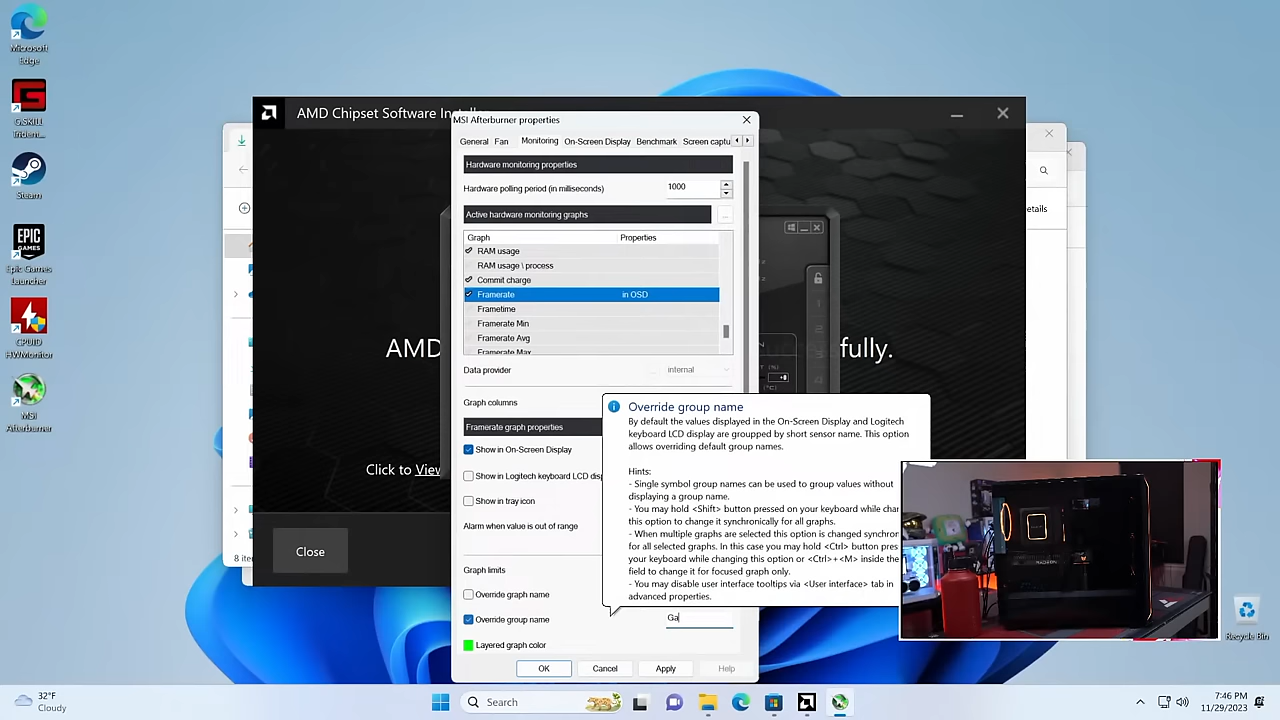 Microsoft
Edge
G.SKILL
Trident...
Steam
EPIC
GAMES
Epic Games
Launcher
CPUID
HWMonitor
MSI
Afterburner
AMD Chipset Software
MSI Afterburner properties
General
Fan
Monitoring
On-Screen Display
Benchmark
Screen captu
Hardware monitoring properties
Hardware polling period (in milliseconds)
1000
Active hardware monitoring graphs
...
Graph
Properties
RAM usage
RAM usage \ process
Commit charge
Framerate
in OSD
Frametime
Framerate Min
Framerate Avg
Framerate Max
Data provider
internal
Graph columns
Framerate graph properties
Show in On-Screen Display
Show in Logitech keyboard LCD disp
Show in tray icon
Alarm when value is out of range
Graph limits
Override graph name
Override group name
Ga
Layered graph color
OK
Cancel
Apply
Help
Override group name
By default the values displayed in the On-Screen Display and Logitech
keyboard LCD display are groupped by short sensor name. This option
allows overriding default group names.
Hints:
- Single symbol group names can be used to group values without
displaying a group name.
- You may hold <Shift> button pressed on your keyboard while chan
this option to change it synchronically for all graphs.
- When multiple graphs are selected this option is changed synchron
for all selected graphs. In this case you may hold <Ctrl> button pres
your keyboard while changing this option or <Ctrl>+<M> inside the
field to change it for focused graph only.
- You may disable user interface tooltips via <User interface> tab in
advanced properties.
AMD
fully.
Click to View
Close
etails
8 item
RADEON
Recycle Bin
32°F
Cloudy
Search
7:46 PM
11/29/2023